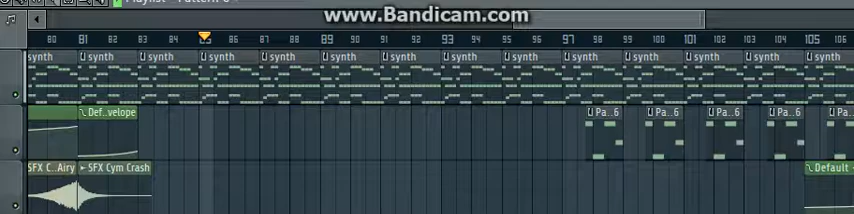 Playlist - Pattern 6
www.Bandicam.com
80 81 82 83 84 85 86 87 88 89 90 91 92 93 94 95 96 97 98 99 100 101 102 103 104 105 106
synth synth synth synth synth synth synth synth synth synth synth synth synth synth
Def..velope Pa..6 Pa..6 Pa..6 Pa..6 Pa
SFX C.. Airy SFX Cym Crash Default